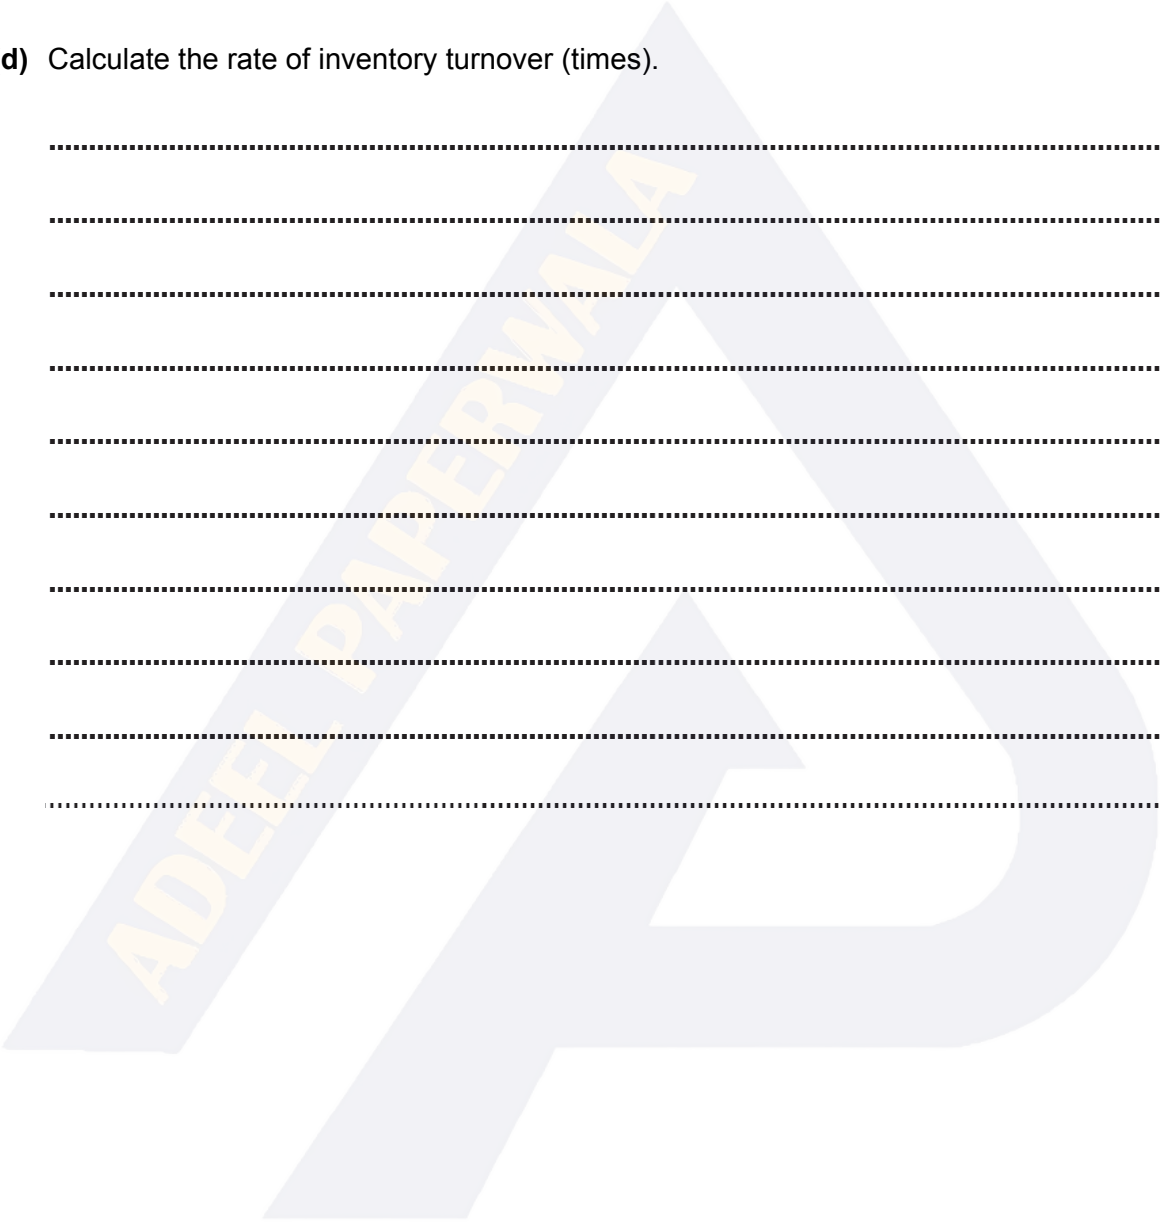 d) Calculate the rate of inventory turnover (times).
ADEEL PAPERWALA